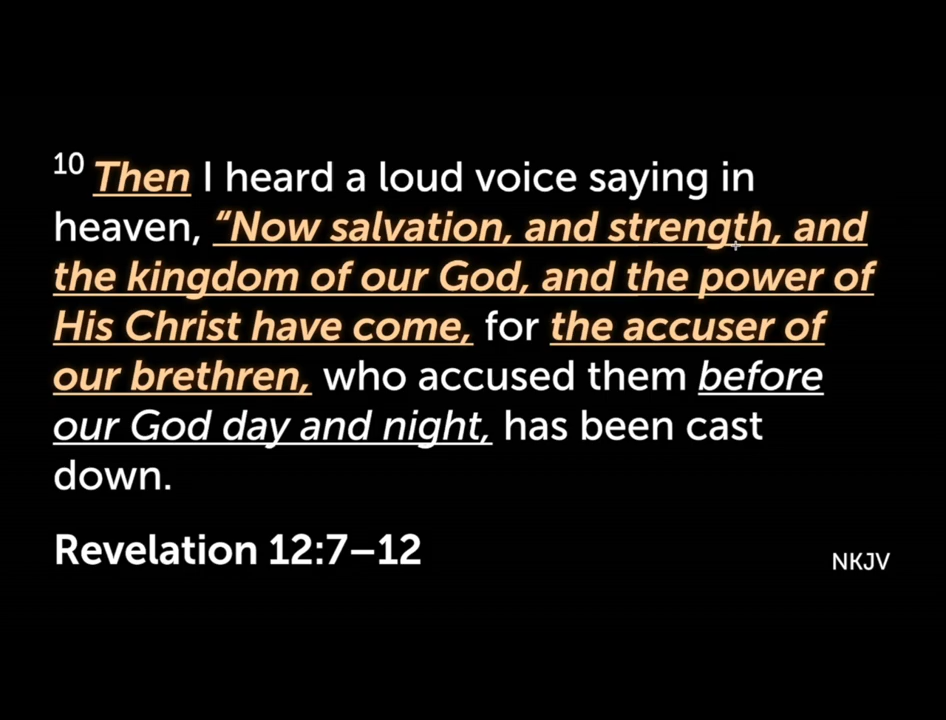 10 Then I heard a loud voice saying in
heaven, “Now salvation, and strength, and
the kingdom of our God, and the power of
His Christ have come, for the accuser of
our brethren, who accused them before
our God day and night, has been cast
down.
Revelation 12:7–12
NKJV